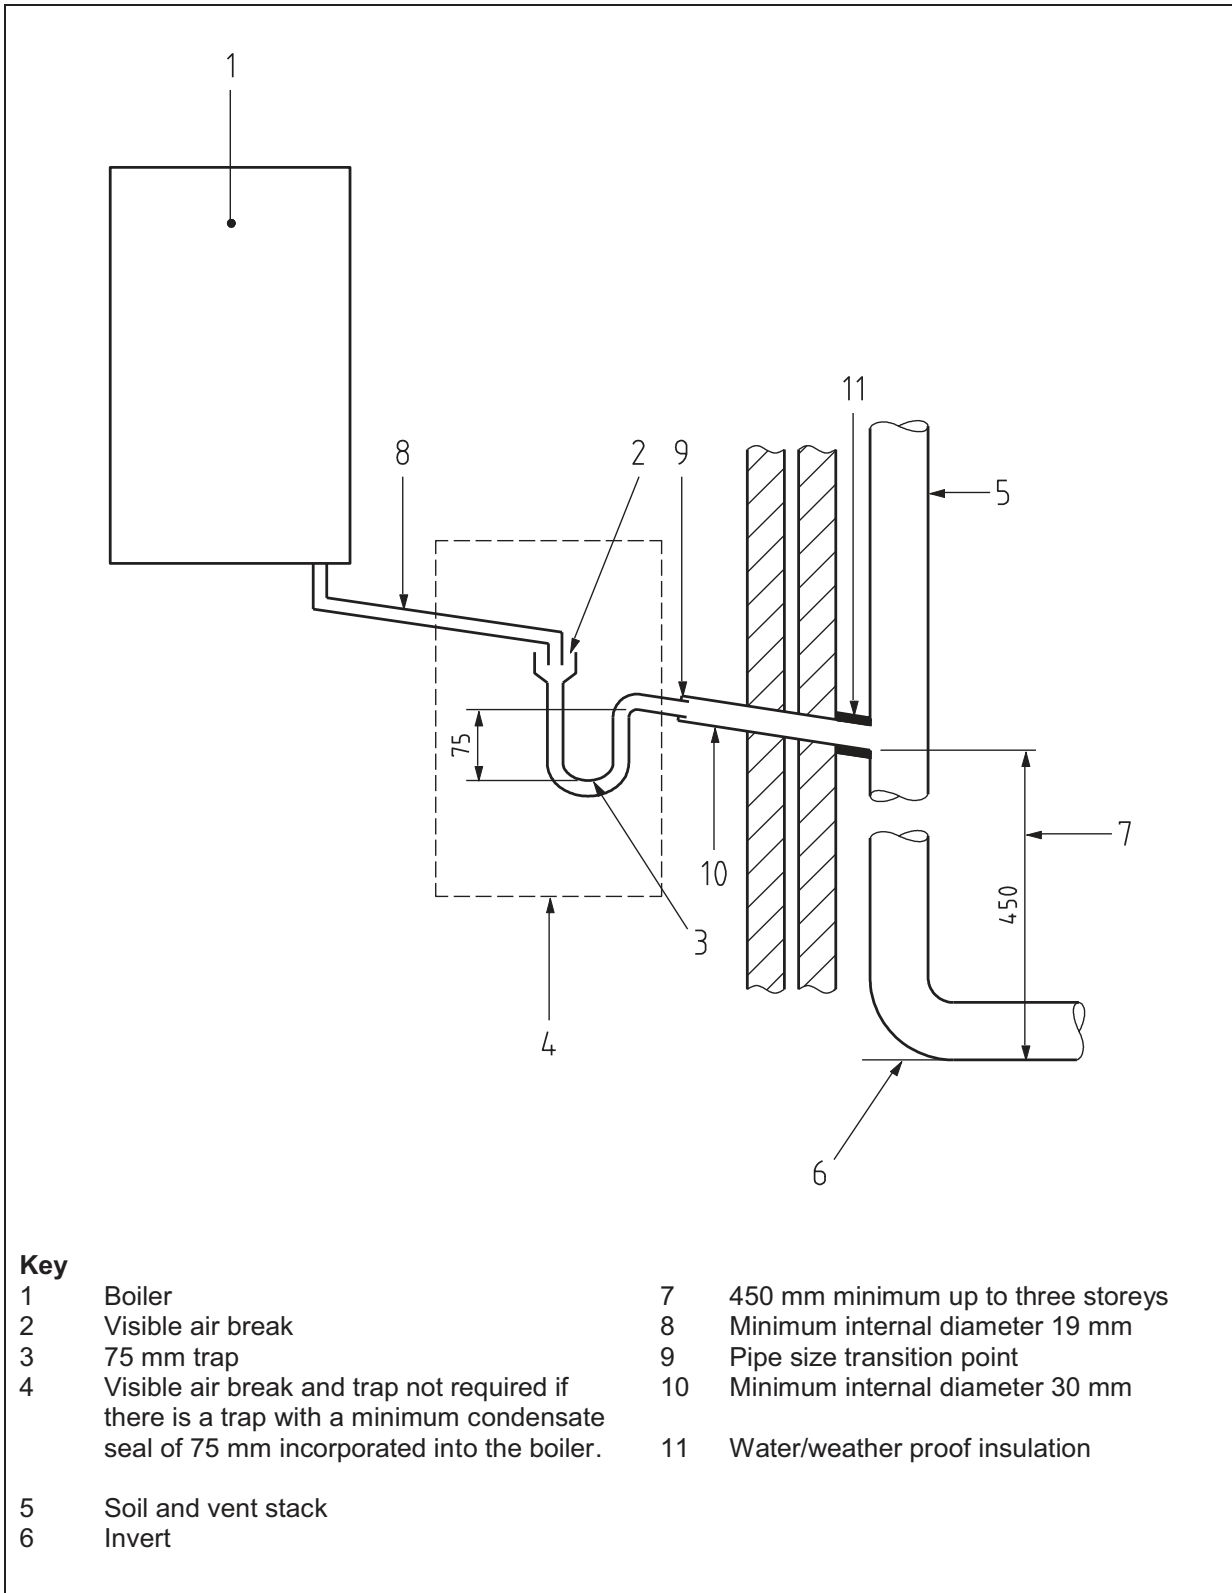 1
11
8
2
9
5
75
7
10
450
3
4
6
Key
1 Boiler
2 Visible air break
3 75 mm trap
4 Visible air break and trap not required if
there is a trap with a minimum condensate
seal of 75 mm incorporated into the boiler.
5 Soil and vent stack
6 Invert
7 450 mm minimum up to three storeys
8 Minimum internal diameter 19 mm
9 Pipe size transition point
10 Minimum internal diameter 30 mm
11 Water/weather proof insulation